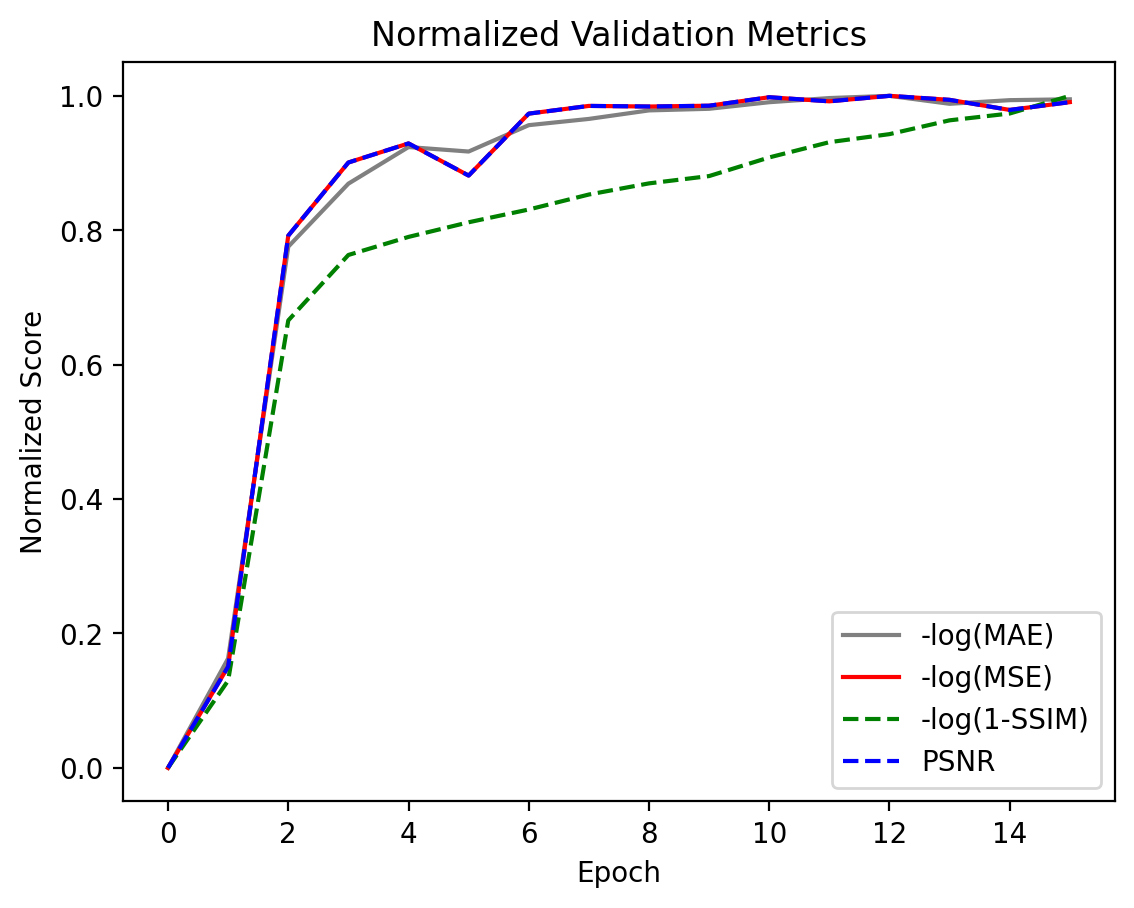 Normalized Validation Metrics
1.0
0.8
0.6
0.4
0.2
0.0
Normalized Score
0 2 4 6 8 10 12 14
Epoch
-log(MAE)
-log(MSE)
-log(1-SSIM)
PSNR